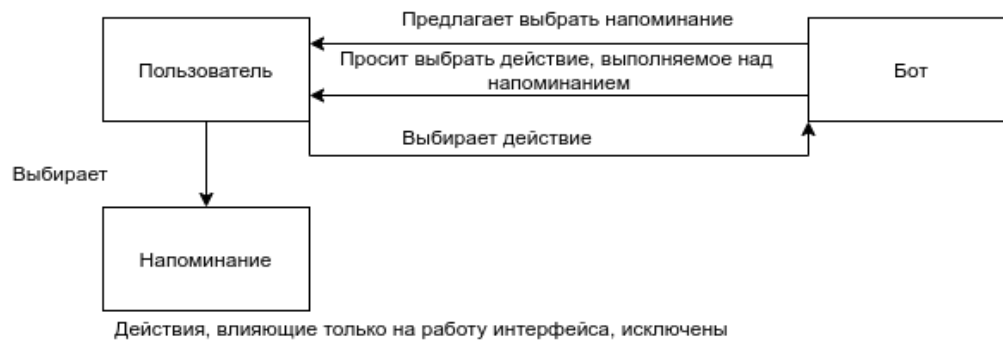 Предлагает выбрать напоминание
Просит выбрать действие, выполняемое над
напоминанием
Пользователь
Бот
Выбирает действие
Выбирает
Напоминание
Действия, влияющие только на работу интерфейса, исключены